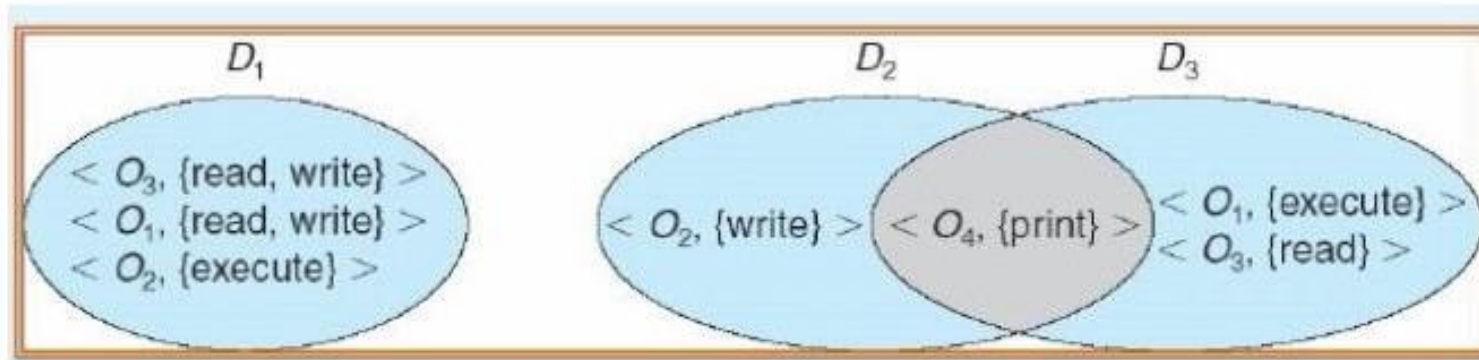 D₁
D₂
D₃
< O₃, {read, write} >
< O₁, {read, write} >
< O₂, {execute} >
< O₂, {write} >
< O₄, {print} >
< O₁, {execute} >
< O₃, {read} >